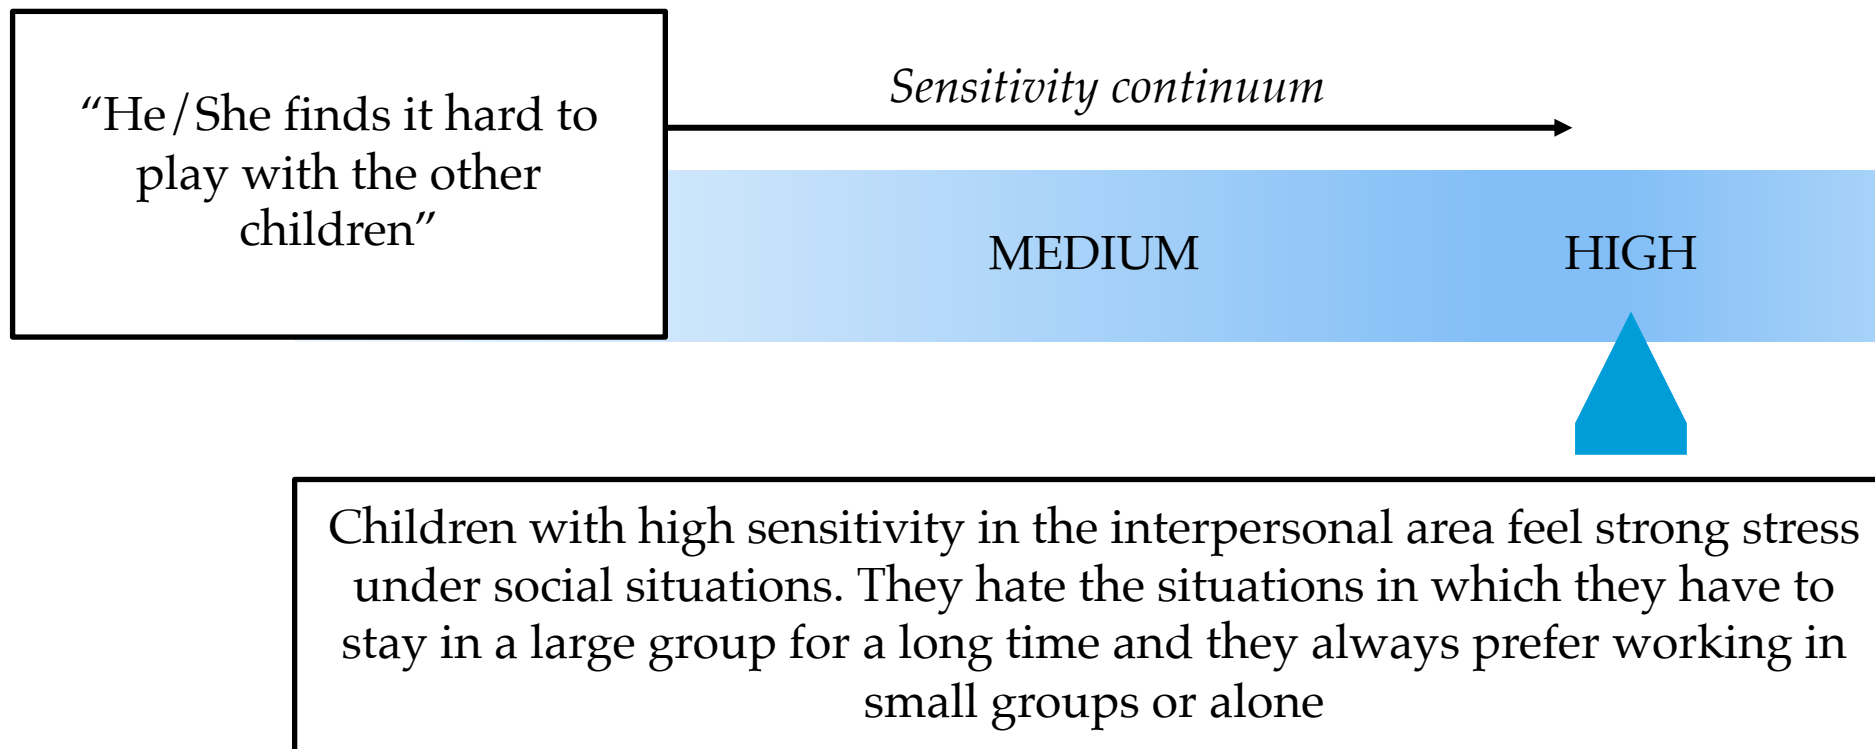 “He/She finds it hard to
play with the other
children”
Sensitivity continuum
MEDIUM
HIGH
Children with high sensitivity in the interpersonal area feel strong stress
under social situations. They hate the situations in which they have to
stay in a large group for a long time and they always prefer working in
small groups or alone